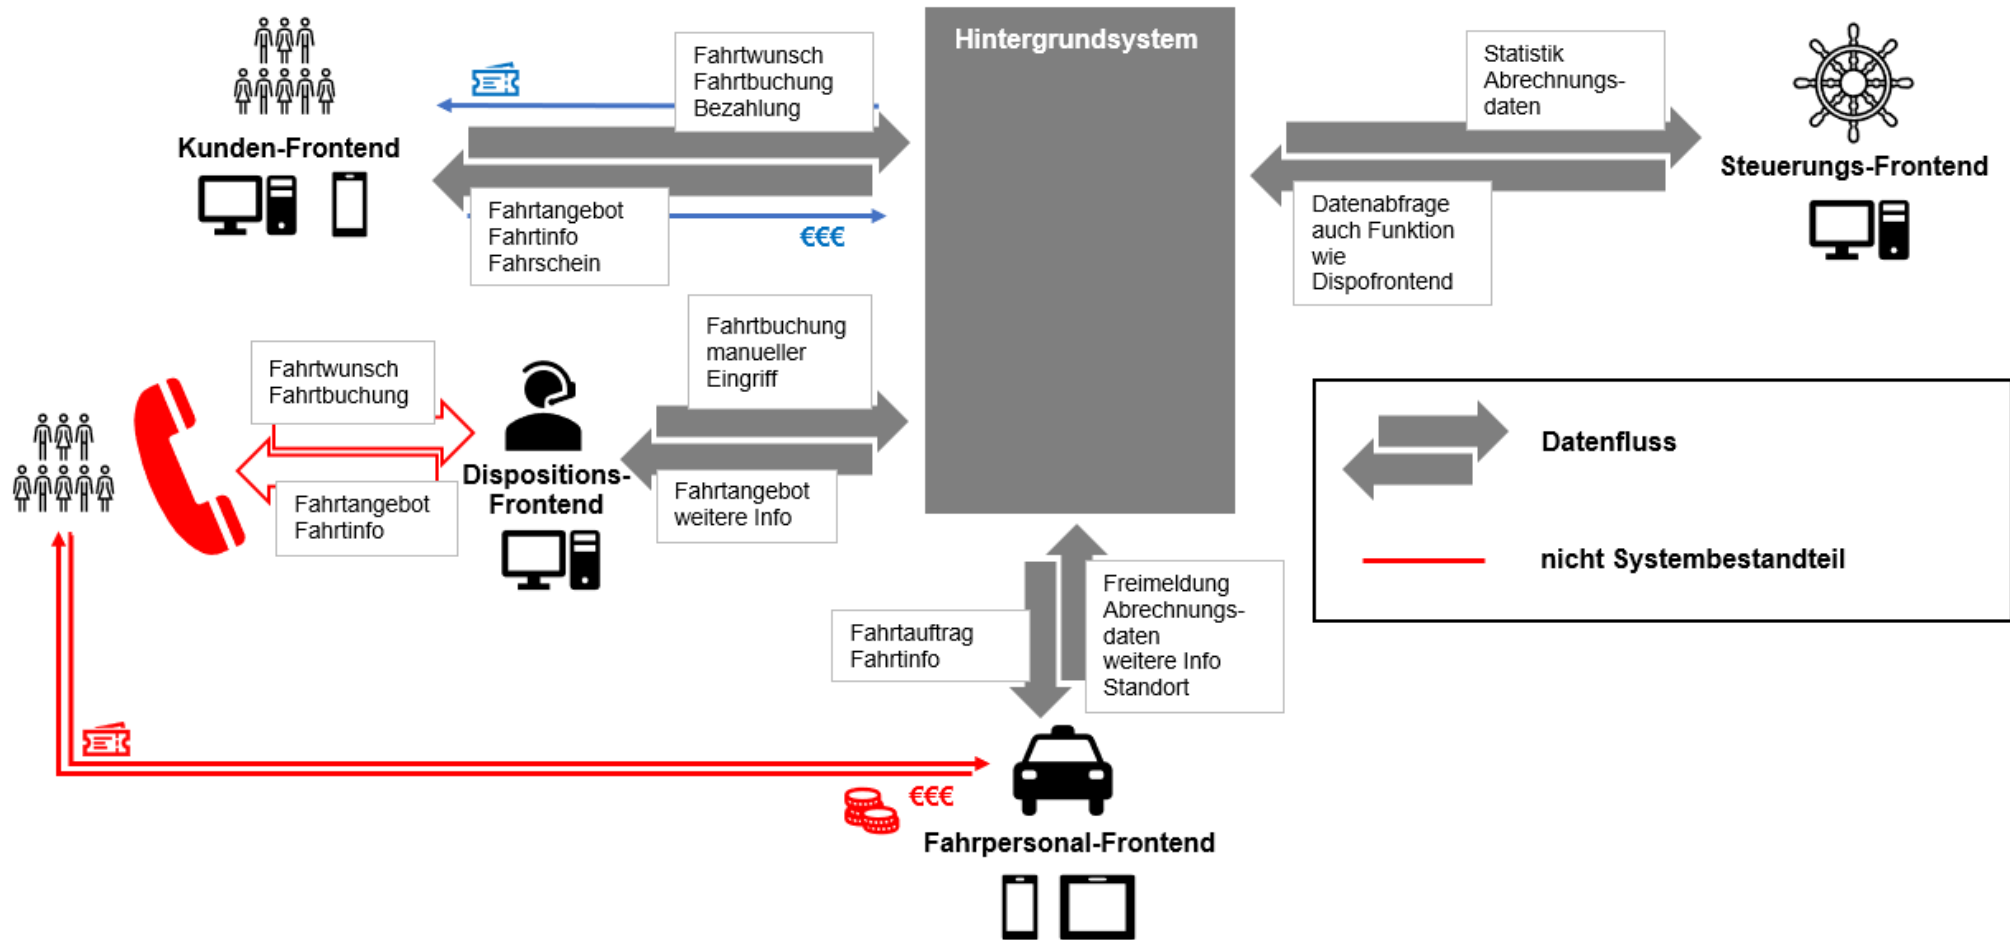 Hintergrundsystem
Fahrtwunsch
Fahrtbuchung
Bezahlung
Kunden-Frontend
Fahrtangebot
Fahrtinfo
Fahrschein
€€€
Statistik
Abrechnungs-
daten
Steuerungs-Frontend
Datenabfrage
auch Funktion
wie
Dispofrontend
Fahrtwunsch
Fahrtbuchung
Fahrtangebot
Fahrtinfo
Dispositions-
Frontend
Fahrtbuchung
manueller
Eingriff
Fahrtangebot
weitere Info
Datenfluss
nicht Systembestandteil
Fahrtauftrag
Fahrtinfo
Freimeldung
Abrechnungs-
daten
weitere Info
Standort
€€€
Fahrpersonal-Frontend